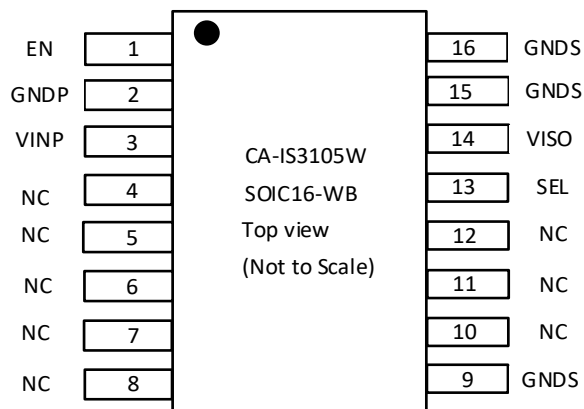 EN 1
GNDP 2
VINP 3
NC 4
NC 5
NC 6
NC 7
NC 8
CA-IS3105W
SOIC16-WB
Top view
(Not to Scale)
16 GNDS
15 GNDS
14 VISO
13 SEL
12 NC
11 NC
10 NC
9 GNDS